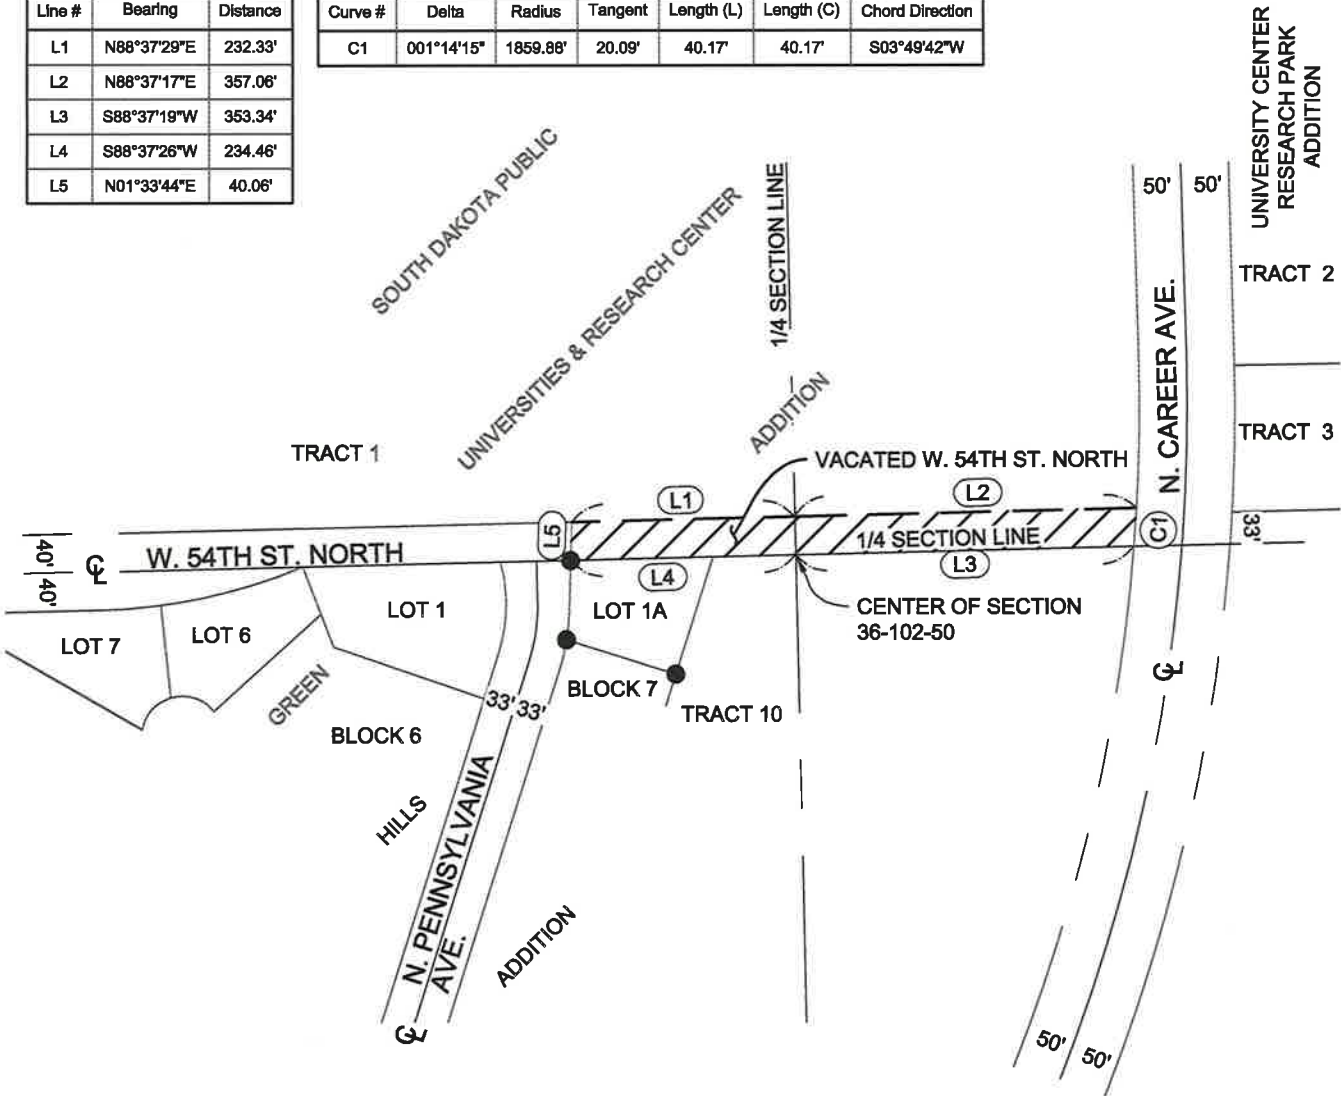 Line # Bearing Distance
L1 N88°37'29"E 232.33'
L2 N88°37'17"E 357.06'
L3 S88°37'19"W 353.34'
L4 S88°37'26"W 234.46'
L5 N01°33'44"E 40.06'
Curve # Delta Radius Tangent Length (L) Length (C) Chord Direction
C1 001°14'15" 1859.88' 20.09' 40.17' 40.17' S03°49'42"W
UNIVERSITY CENTER
RESEARCH PARK
ADDITION
SOUTH DAKOTA PUBLIC
UNIVERSITIES & RESEARCH CENTER
ADDITION
1/4 SECTION LINE
50' 50'
TRACT 2
N. CAREER AVE.
TRACT 3
TRACT 1
VACATED W. 54TH ST. NORTH
L1
L2
L5
C1
33'
1/4 SECTION LINE
40'
40'
℄
W. 54TH ST. NORTH
L4
L3
LOT 7
LOT 6
LOT 1
LOT 1A
CENTER OF SECTION
36-102-50
℄
GREEN
33' 33'
BLOCK 7
TRACT 10
BLOCK 6
HILLS
N. PENNSYLVANIA
AVE.
ADDITION
℄
50' 50'